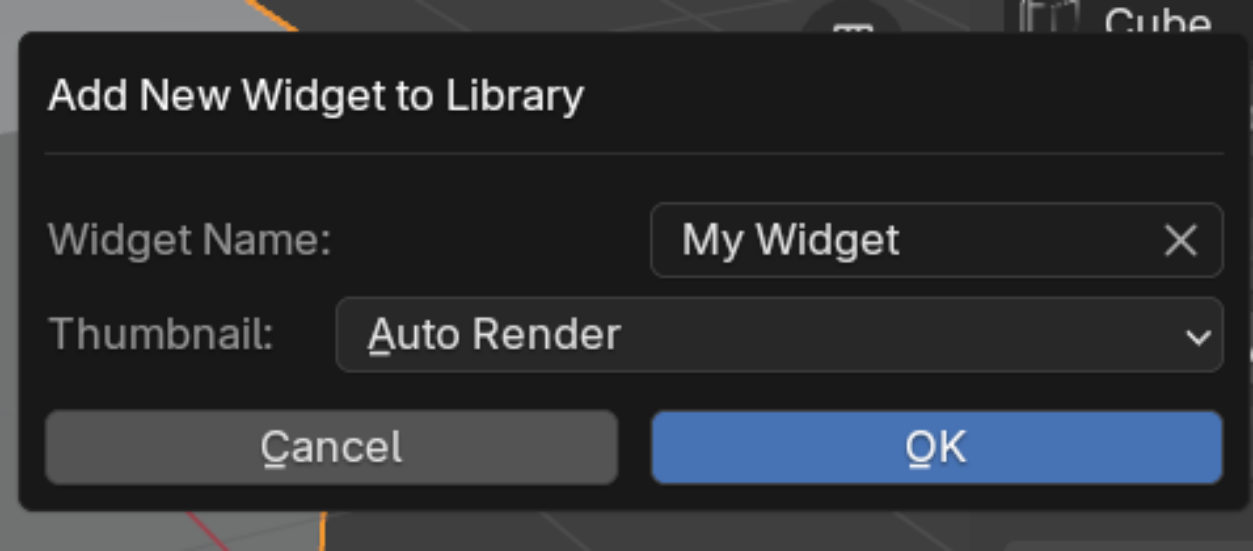 Cube
Add New Widget to Library
Widget Name: My Widget
Thumbnail: Auto Render
Cancel OK